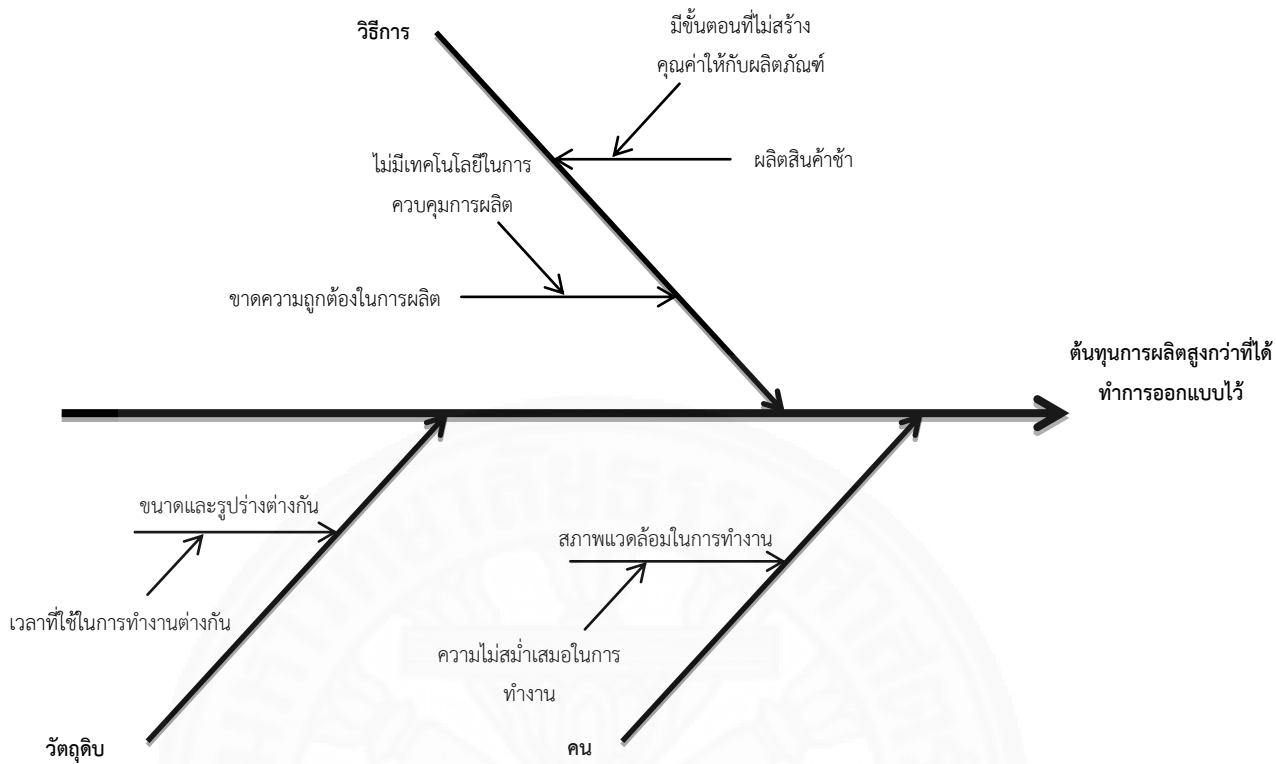 วิธีการ
มีขั้นตอนที่ไม่สร้าง
คุณค่าให้กับผลิตภัณฑ์
ผลิตสินค้าช้า
ไม่มีเทคโนโลยีในการ
ควบคุมการผลิต
ขาดความถูกต้องในการผลิต
ต้นทุนการผลิตสูงกว่าที่ได้
ทำการออกแบบไว้
ขนาดและรูปร่างต่างกัน
เวลาที่ใช้ในการทำงานต่างกัน
สภาพแวดล้อมในการทำงาน
ความไม่สม่ำเสมอในการ
ทำงาน
วัตถุดิบ
คน